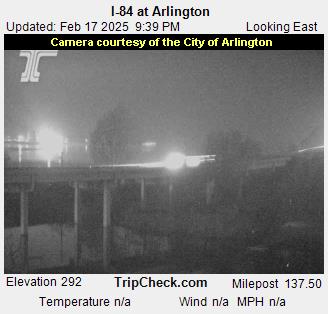 I-84 at Arlington
Updated: Feb 17 2025 9:39 PM Looking East
Camera courtesy of the City of Arlington
Elevation 292 TripCheck.com Milepost 137.50
Temperature n/a Wind n/a MPH n/a